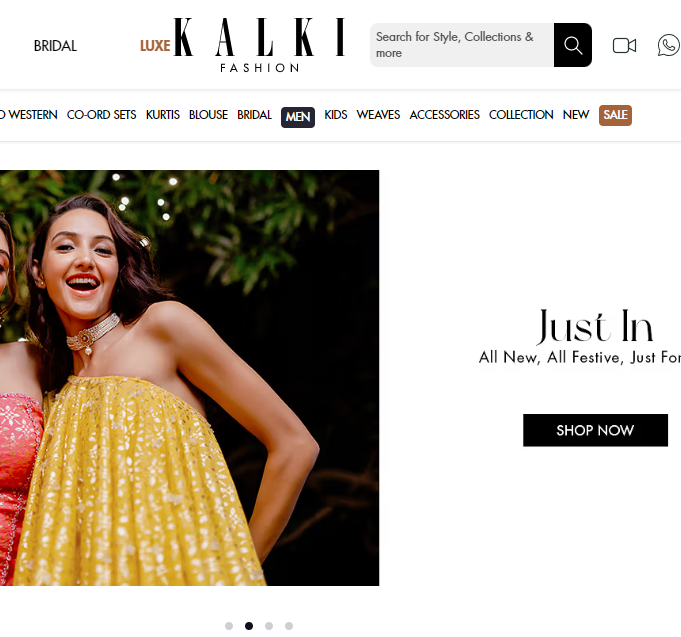 BRIDAL
LUXE
KALKI
FASHION
Search for Style, Collections &
more
WESTERN
CO-ORD SETS
KURTIS
BLOUSE
BRIDAL
MEN
KIDS
WEAVES
ACCESSORIES
COLLECTION
NEW
SALE
Just In
All New, All Festive, Just For
SHOP NOW